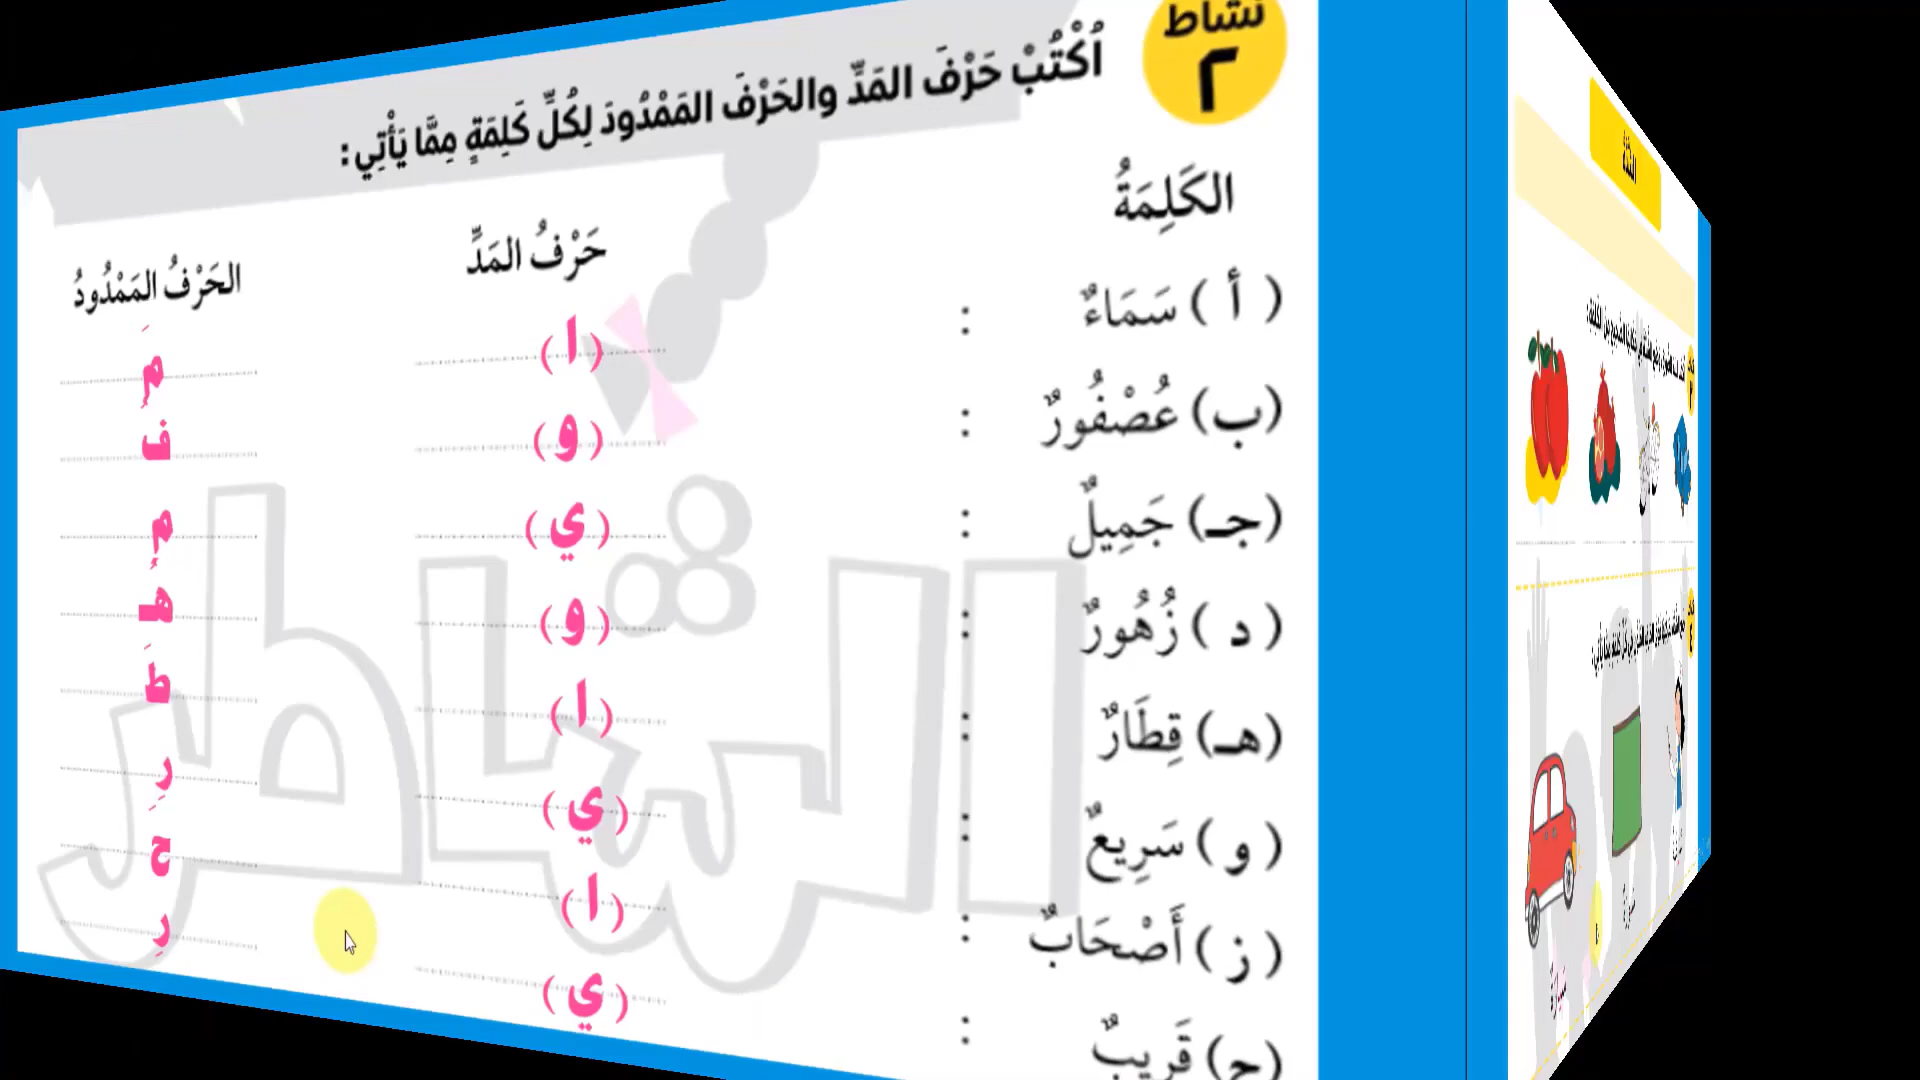 نشاط
٢
اُكْتُبْ حَرْفَ المَدِّ والحَرْفَ المَمْدُودَ لِكُلِّ كَلِمَةٍ مِمَّا يَأْتِي:
الكَلِمَةُ حَرْفُ المَدِّ الحَرْفُ المَمْدُودُ
( أ ) سَمَاءٌ : (ا) مَ
(ب) عُصْفُورٌ : (و) فُ
(جـ) جَمِيلٌ : (ي) مِ
( د ) زُهُورٌ : (و) هُ
(هـ) قِطَارٌ : (ا) طَ
( و ) سَرِيعٌ : (ي) رِ
( ز ) أَصْحَابٌ : (ا) حَ
(ح) قَرِيبٌ : (ي) رِ
الشاطر